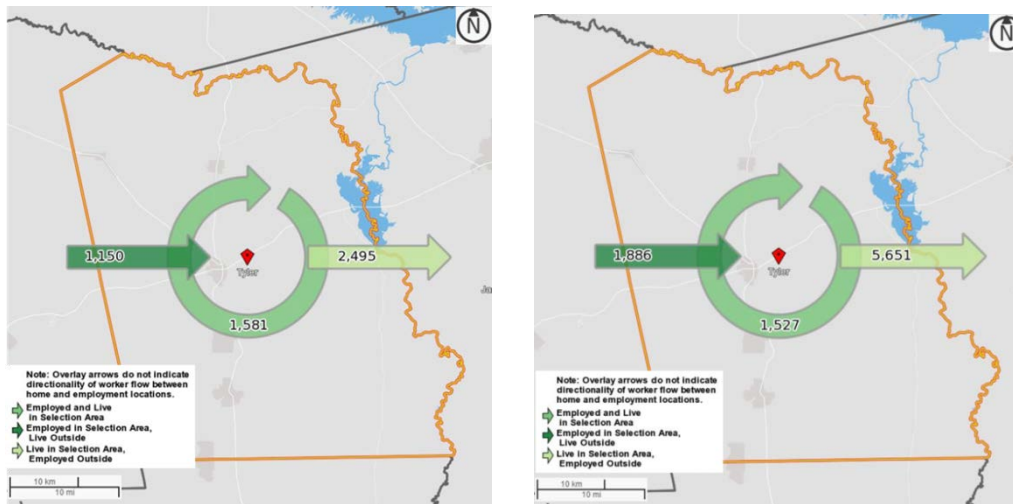 N
1,150
2,495
Tyler
Ja
1,581
Note: Overlay arrows do not indicate
directionality of worker flow between
home and employment locations.
Employed and Live
in Selection Area
Employed in Selection Area,
Live Outside
Live in Selection Area,
Employed Outside
10 km
10 mi
N
1,886
5,651
Tyler
1,527
Note: Overlay arrows do not indicate
directionality of worker flow between
home and employment locations.
Employed and Live
in Selection Area
Employed in Selection Area,
Live Outside
Live in Selection Area,
Employed Outside
10 km
10 mi